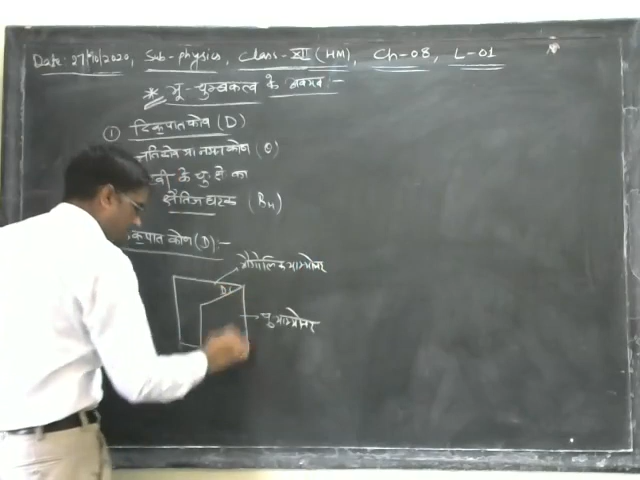 Date: 27/10/2020, Sub-physics, Class-XII (HM), Ch-08, L-01
* भू-चुम्बकत्व के अवयव:-
① दिक्पात कोण (D)
नतिकोण या नमन कोण (θ)
के चु० क्षे० का
क्षैतिज घटक (BH)
दिक्पात कोण (D):-
भौगोलिक याम्योत्तर
D
चु० याम्योत्तर